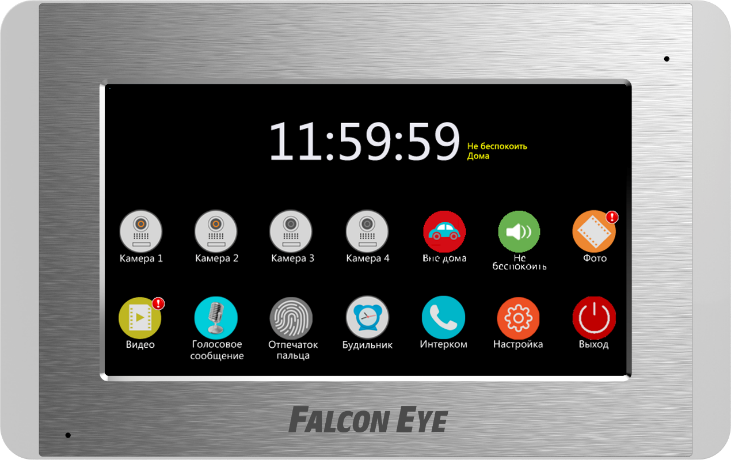 11:59:59
Не беспокоить
Дома
Камера 1
Камера 2
Камера 3
Камера 4
Вне дома
Не
беспокоить
Фото
Видео
Голосовое
сообщение
Отпечаток
пальца
Будильник
Интерком
Настройка
Выход
FALCON EYE